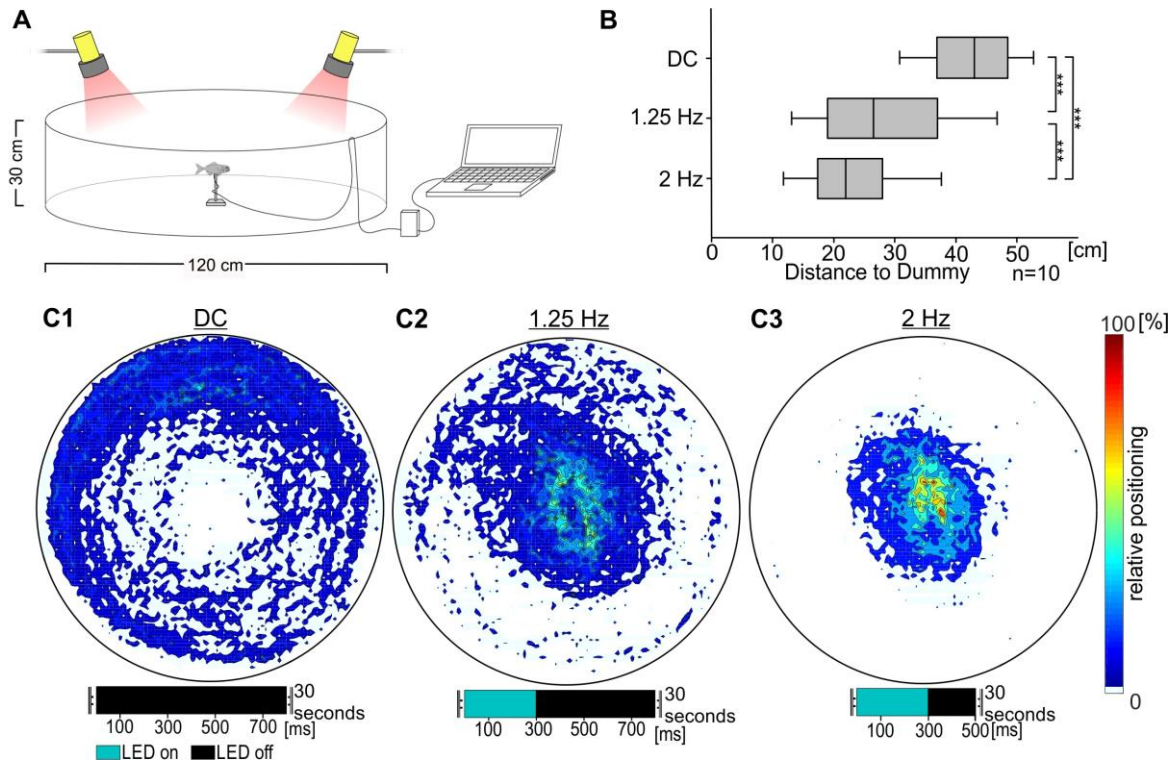 A
30 cm
120 cm
B
DC
1.25 Hz
2 Hz
***
***
***
0 10 20 30 40 50 [cm]
Distance to Dummy n=10
C1 DC
C2 1.25 Hz
C3 2 Hz
100 [%]
relative positioning
0
30
seconds
100 300 500 700 [ms]
LED on LED off
30
seconds
100 300 500 700 [ms]
30
seconds
100 300 500 [ms]